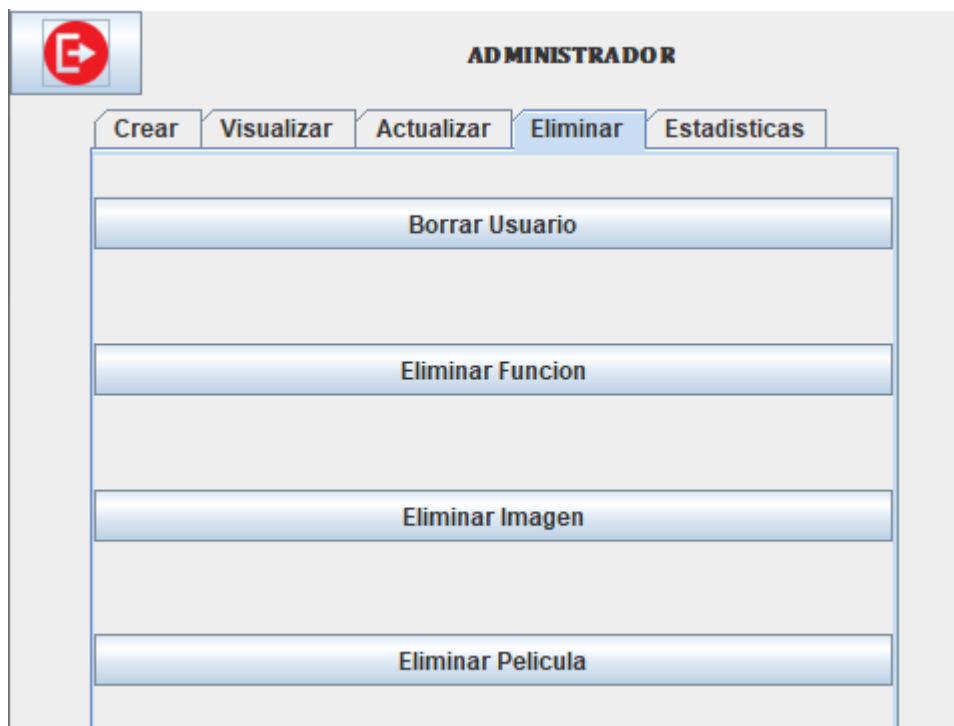 ADMINISTRADOR
Crear Visualizar Actualizar Eliminar Estadisticas
Borrar Usuario
Eliminar Funcion
Eliminar Imagen
Eliminar Pelicula